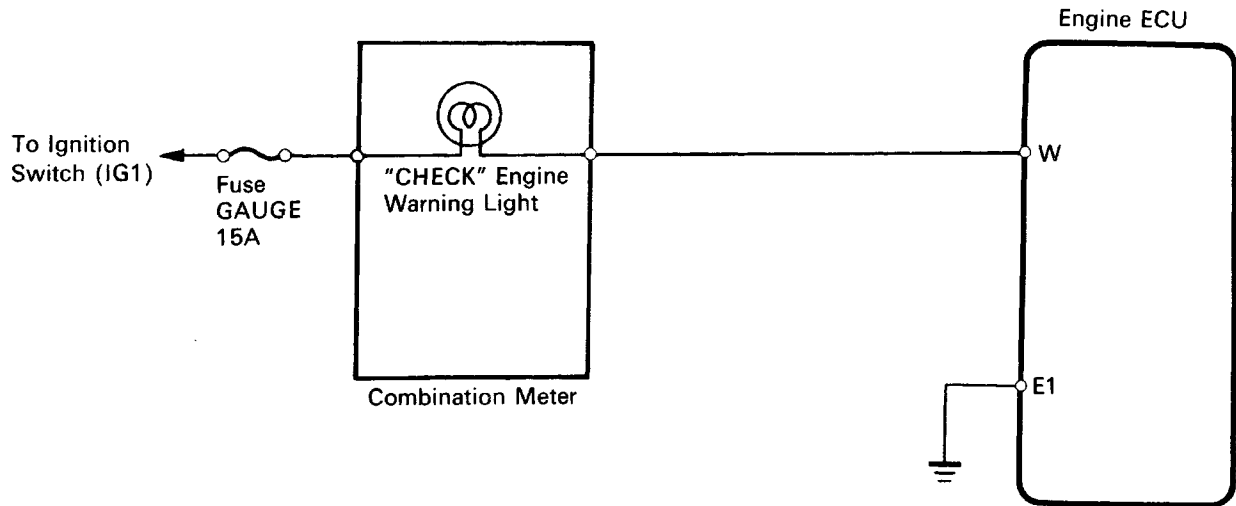 Engine ECU
To Ignition
Switch (IG1)
Fuse
GAUGE
15A
"CHECK" Engine
Warning Light
W
E1
Combination Meter